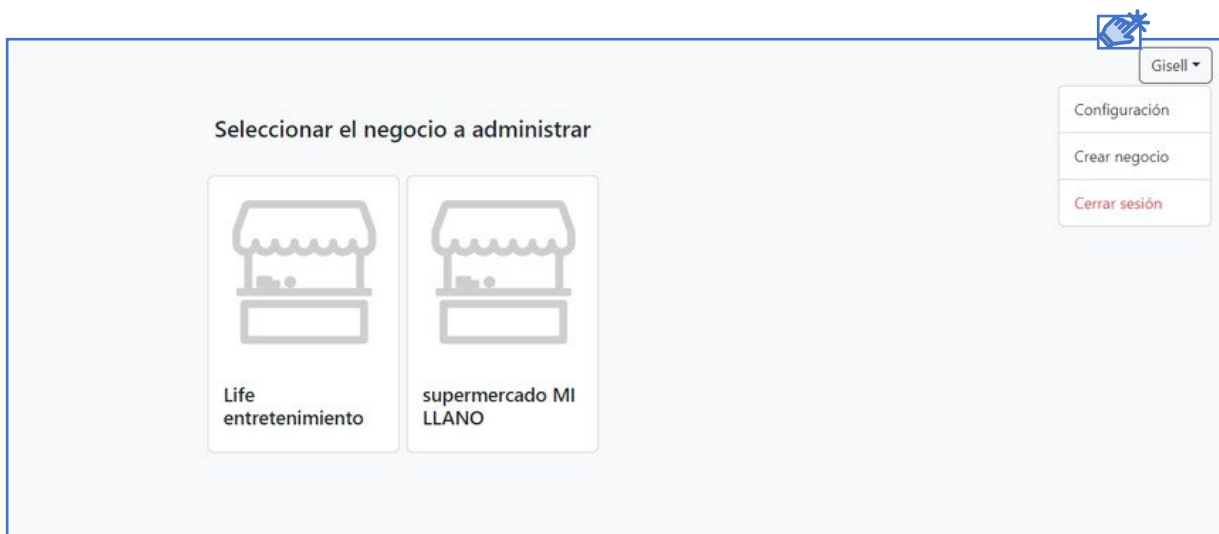 Gisell
Configuración
Seleccionar el negocio a administrar
Crear negocio
Cerrar sesión
Life
entretenimiento
supermercado MI
LLANO